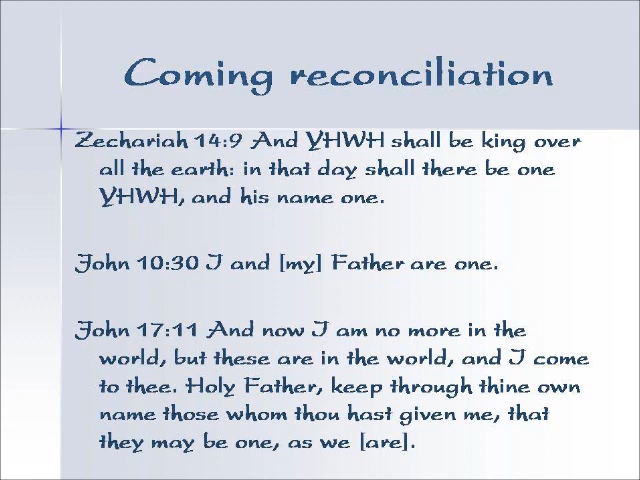 Coming reconciliation
Zechariah 14:9 And YHWH shall be king over
all the earth: in that day shall there be one
YHWH, and his name one.
John 10:30 I and [my] Father are one.
John 17:11 And now I am no more in the
world, but these are in the world, and I come
to thee. Holy Father, keep through thine own
name those whom thou hast given me, that
they may be one, as we [are].